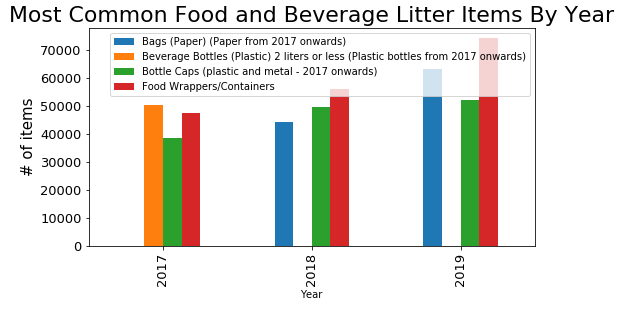 Most Common Food and Beverage Litter Items By Year
Bags (Paper) (Paper from 2017 onwards)
Beverage Bottles (Plastic) 2 liters or less (Plastic bottles from 2017 onwards)
Bottle Caps (plastic and metal - 2017 onwards)
Food Wrappers/Containers
# of items
70000
60000
50000
40000
30000
20000
10000
0
2017
2018
2019
Year